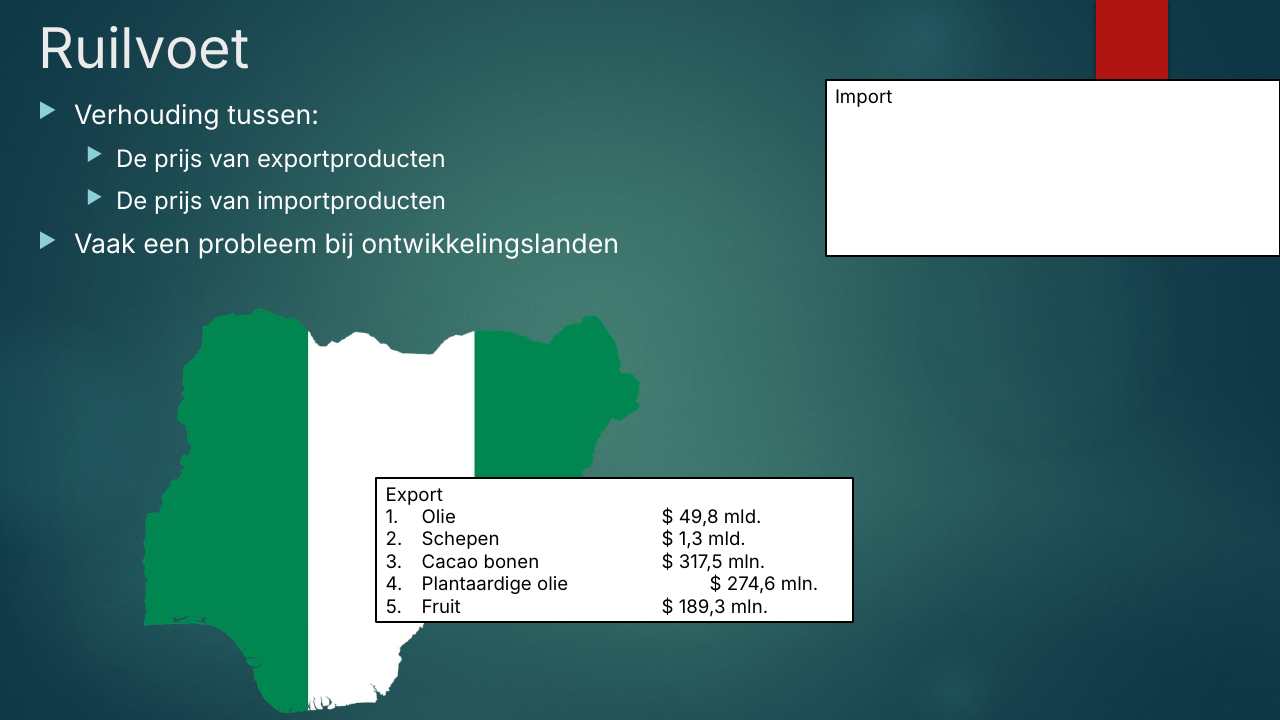 Ruilvoet
Verhouding tussen:
De prijs van exportproducten
De prijs van importproducten
Vaak een probleem bij ontwikkelingslanden
Import
Export
1. Olie $ 49,8 mld.
2. Schepen $ 1,3 mld.
3. Cacao bonen $ 317,5 mln.
4. Plantaardige olie $ 274,6 mln.
5. Fruit $ 189,3 mln.